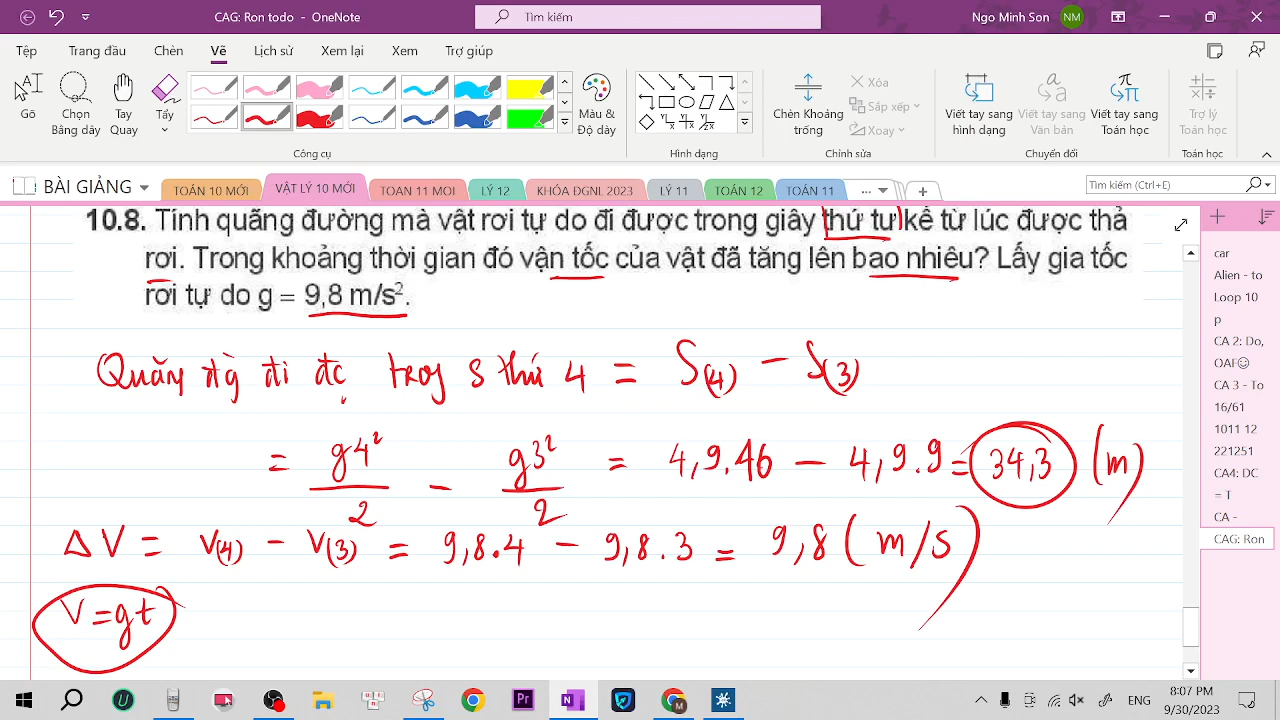 CAG: Ron todo - OneNote
Tìm kiếm
Ngo Minh Son NM
Tệp Trang đầu Chèn Vẽ Lịch sử Xem lại Xem Trợ giúp
Gõ Chọn Bằng dây Tay Quay Màu & Độ dày Chèn Khoảng trống Xóa Sắp xếp Xoay Viết tay sang hình dạng Viết tay sang Văn bản Viết tay sang Toán học Trợ lý Toán học
Công cụ Hình dạng Chỉnh sửa Chuyển đổi Toán học
BÀI GIẢNG TOÁN 10 MỚI VẬT LÝ 10 MỚI TOAN 11 MOI LÝ 12 KHÓA ĐGNL 2023 LÝ 11 TOÁN 12 TOÁN 11 ... Tìm kiếm (Ctrl+E)
10.8. Tính quãng đường mà vật rơi tự do đi được trong giây thứ tư kể từ lúc được thả
rơi. Trong khoảng thời gian đó vận tốc của vật đã tăng lên bao nhiêu? Lấy gia tốc
rơi tự do g = 9,8 m/s².
Quãng đg đi đc trog s thứ 4 = S(4) - S(3)
= g4²/2 - g3²/2 = 4,9.16 - 4,9.9 = 34,3 (m)
ΔV = V(4) - V(3) = 9,8.4 - 9,8.3 = 9,8 (m/s)
V = gt
car
Alien - to
Loop 10
p
CA 2: Do,
OAI
CA 3 - To
16/61
1011 12
221251
CA4: DC
= T
CA -
CAG: Ron
ENG
8:07 PM
9/30/2023